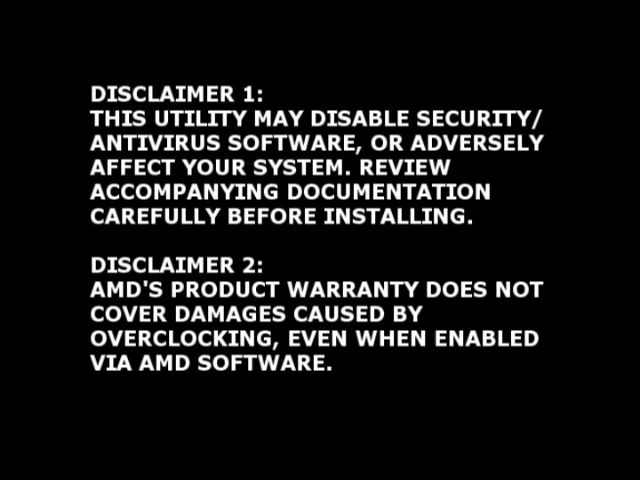 DISCLAIMER 1:
THIS UTILITY MAY DISABLE SECURITY/
ANTIVIRUS SOFTWARE, OR ADVERSELY
AFFECT YOUR SYSTEM. REVIEW
ACCOMPANYING DOCUMENTATION
CAREFULLY BEFORE INSTALLING.
DISCLAIMER 2:
AMD'S PRODUCT WARRANTY DOES NOT
COVER DAMAGES CAUSED BY
OVERCLOCKING, EVEN WHEN ENABLED
VIA AMD SOFTWARE.